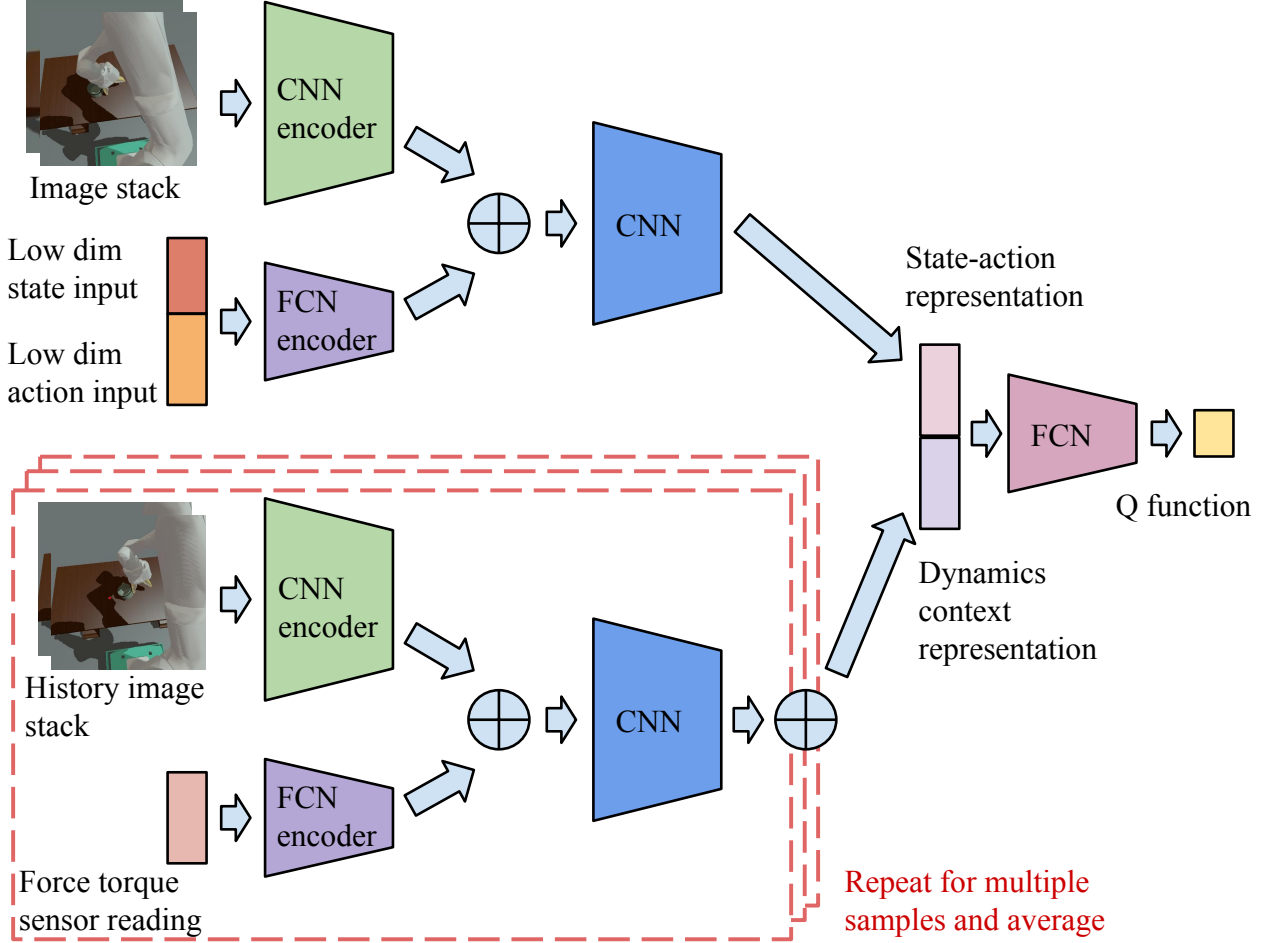 CNN
encoder
Image stack
Low dim
state input
Low dim
action input
FCN
encoder
CNN
State-action
representation
FCN
Q function
Dynamics
context
representation
CNN
encoder
History image
stack
CNN
FCN
encoder
Force torque
sensor reading
Repeat for multiple
samples and average